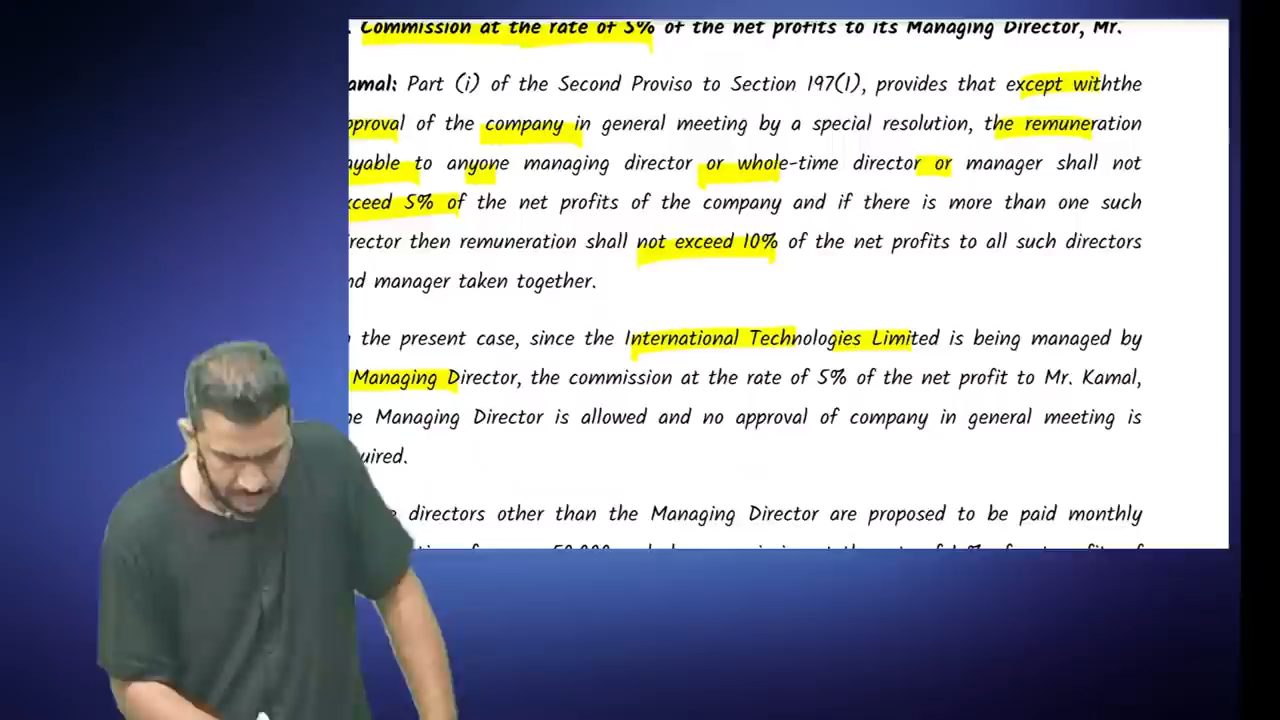 . Commission at the rate of 5% of the net profits to its Managing Director, Mr.
amal: Part (i) of the Second Proviso to Section 197(1), provides that except withthe
pproval of the company in general meeting by a special resolution, the remuneration
ayable to anyone managing director or whole-time director or manager shall not
xceed 5% of the net profits of the company and if there is more than one such
irector then remuneration shall not exceed 10% of the net profits to all such directors
nd manager taken together.
the present case, since the International Technologies Limited is being managed by
Managing Director, the commission at the rate of 5% of the net profit to Mr. Kamal,
he Managing Director is allowed and no approval of company in general meeting is
quired.
directors other than the Managing Director are proposed to be paid monthly